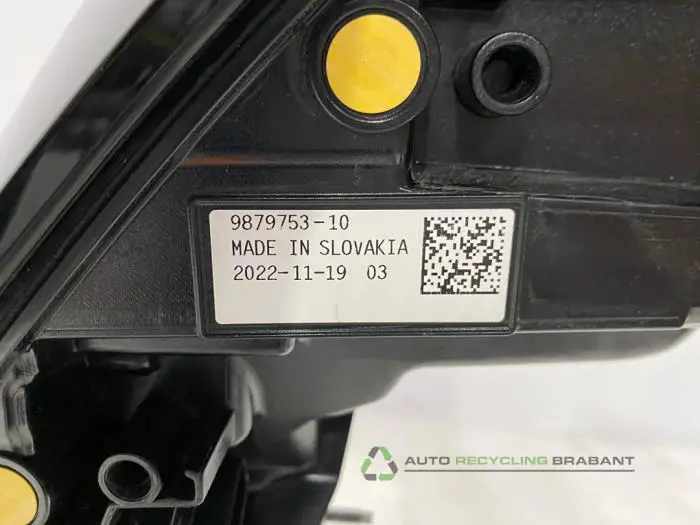 9879753-10
MADE IN SLOVAKIA
2022-11-19 03
AUTO RECYCLING BRABANT